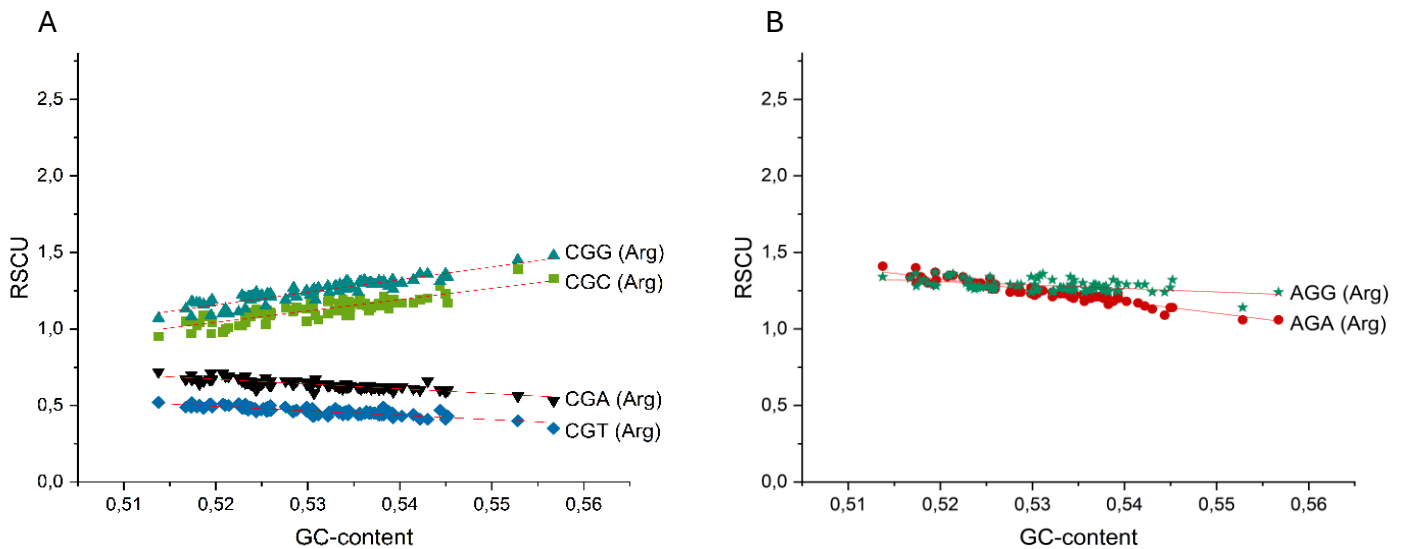 A
RSCU
2,5
2,0
1,5
1,0
0,5
0,0
CGG (Arg)
CGC (Arg)
CGA (Arg)
CGT (Arg)
0,51 0,52 0,53 0,54 0,55 0,56
GC-content
B
RSCU
2,5
2,0
1,5
1,0
0,5
0,0
AGG (Arg)
AGA (Arg)
0,51 0,52 0,53 0,54 0,55 0,56
GC-content